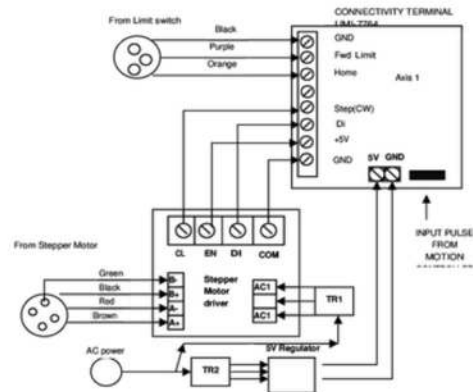 From Limit switch
CONNECTIVITY TERMINAL
UMI-7764
Black
Purple
Orange
GND
Fwd Limit
Home
Axis 1
Step(CW)
Di
+5V
GND
5V GND
INPUT PULSE
FROM
MOTION
CL EN DI COM
From Stepper Motor
Green
Black
Red
Brown
B-
B+
A-
A+
Stepper
Motor
driver
AC1
AC1
TR1
AC power
TR2
5V Regulator